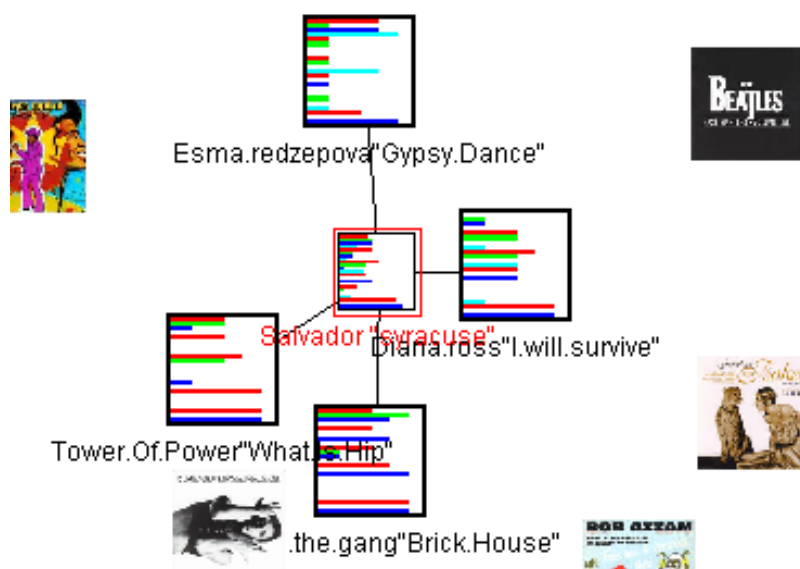 Esma.redzepova"Gypsy.Dance"
BEATLES
Salvador "syracuse"
Diana.ross"I.will.survive"
Tower.Of.Power"What.Is.Hip"
.the.gang"Brick.House"
BOB AZZAM